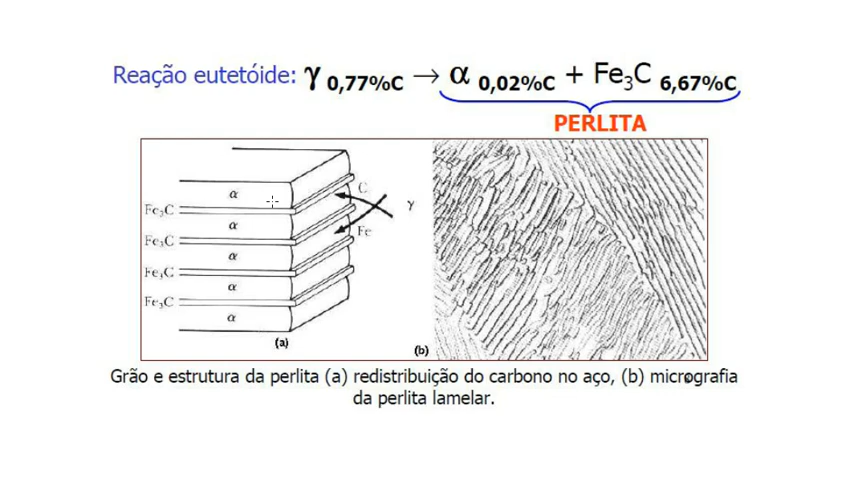 Reação eutetóide: γ 0,77%C → α 0,02%C + Fe₃C 6,67%C
PERLITA
α
Fe₃C
α
Fe₃C
α
Fe₃C
α
Fe₃C
α
C
γ
Fe
(a)
(b)
Grão e estrutura da perlita (a) redistribuição do carbono no aço, (b) micrografia
da perlita lamelar.